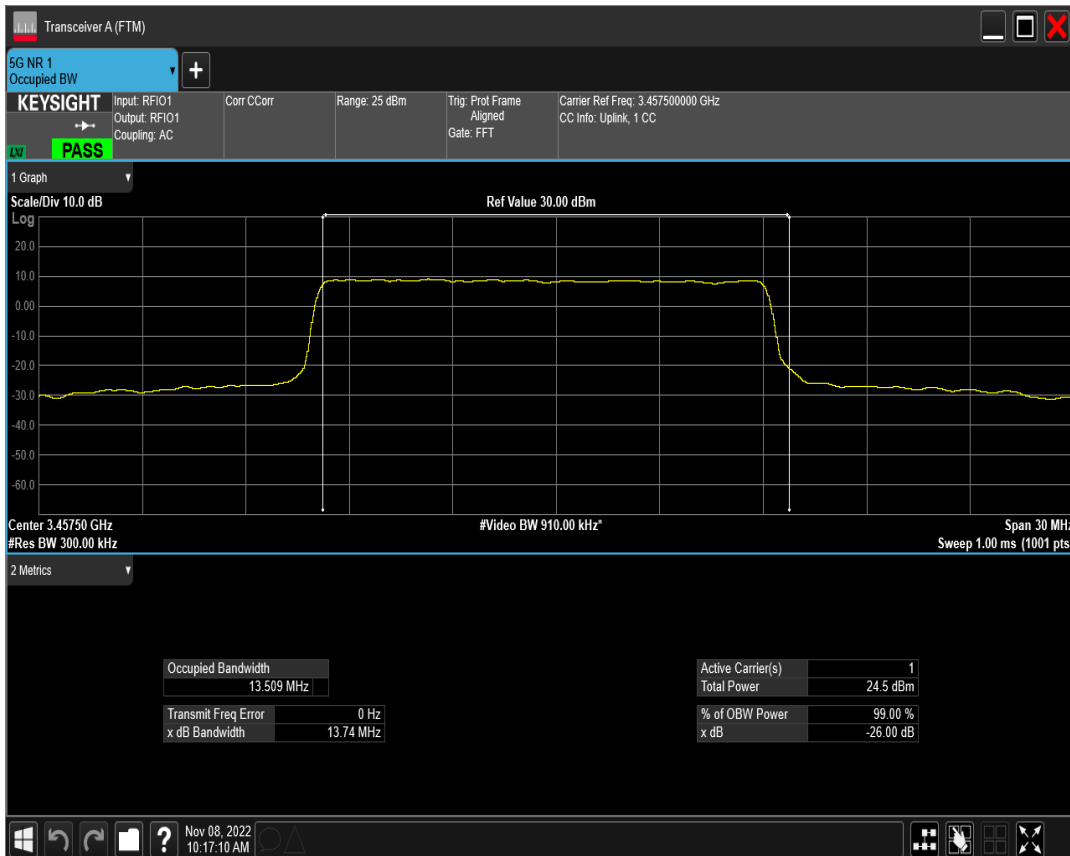 Transceiver A (FTM)
5G NR 1
Occupied BW
+
KEYSIGHT
LXI
PASS
Input: RFIO1
Output: RFIO1
Coupling: AC
Corr CCorr
Range: 25 dBm
Trig: Prot Frame
Aligned
Gate: FFT
Carrier Ref Freq: 3.457500000 GHz
CC Info: Uplink, 1 CC
1 Graph
Scale/Div 10.0 dB
Ref Value 30.00 dBm
Log
20.0
10.0
0.00
-10.0
-20.0
-30.0
-40.0
-50.0
-60.0
Center 3.45750 GHz
#Video BW 910.00 kHz*
Span 30 MHz
#Res BW 300.00 kHz
Sweep 1.00 ms (1001 pts
2 Metrics
Occupied Bandwidth
13.509 MHz
Transmit Freq Error 0 Hz
x dB Bandwidth 13.74 MHz
Active Carrier(s) 1
Total Power 24.5 dBm
% of OBW Power 99.00 %
x dB -26.00 dB
?
Nov 08, 2022
10:17:10 AM